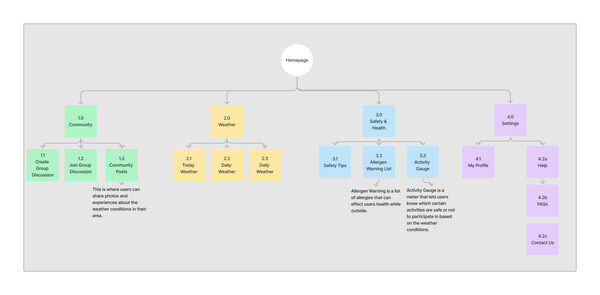 Homepage
1.0
Community
2.0
Weather
3.0
Safety &
Health
4.0
Settings
1.1
Create
Group
Discussion
1.2
Join Group
Discussion
1.3
Community
Posts
2.1
Today
Weather
2.2
Daily
Weather
2.3
Daily
Weather
3.1
Safety Tips
2.2
Allergen
Warning List
3.3
Activity
Gauge
4.1
My Profile
4.2a
Help
This is where users can
share photos and
experiences about the
weather conditions in their
area.
Allergen Warning is a list
of allergies that can
effect users health while
outside.
Activity Gauge is a
meter that lets users
know which certain
activities are safe or not
to participate in based
on the weather
conditions.
4.2b
FAQs
4.2c
Contact Us